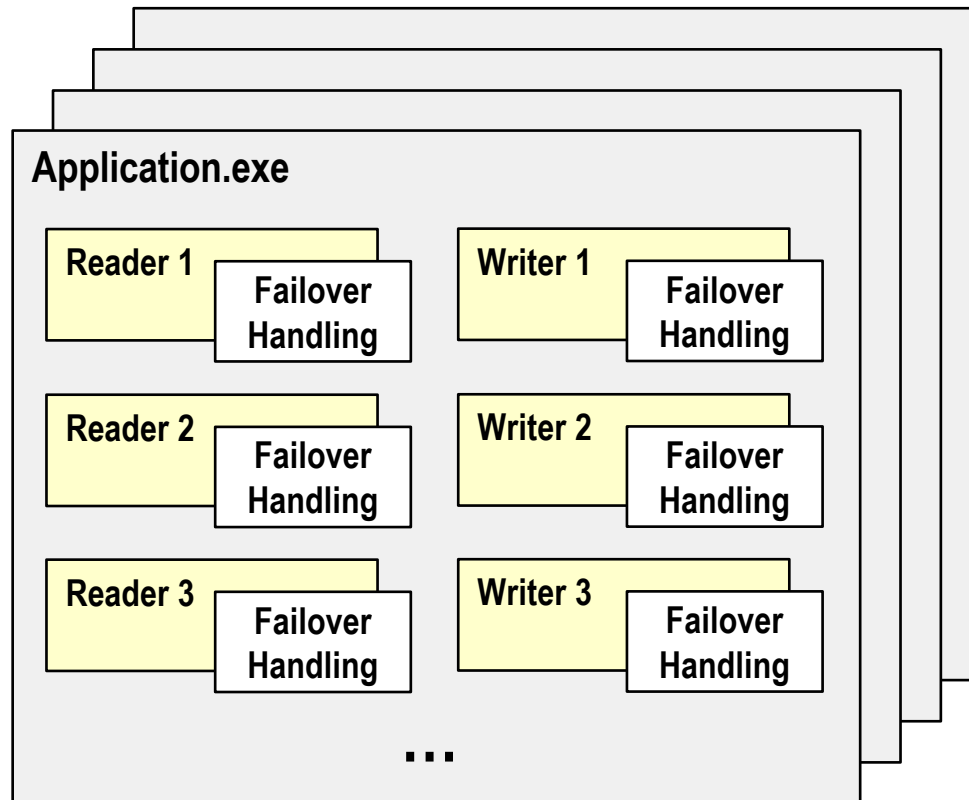 Application.exe
Reader 1
Failover
Handling
Writer 1
Failover
Handling
Reader 2
Failover
Handling
Writer 2
Failover
Handling
Reader 3
Failover
Handling
Writer 3
Failover
Handling
...